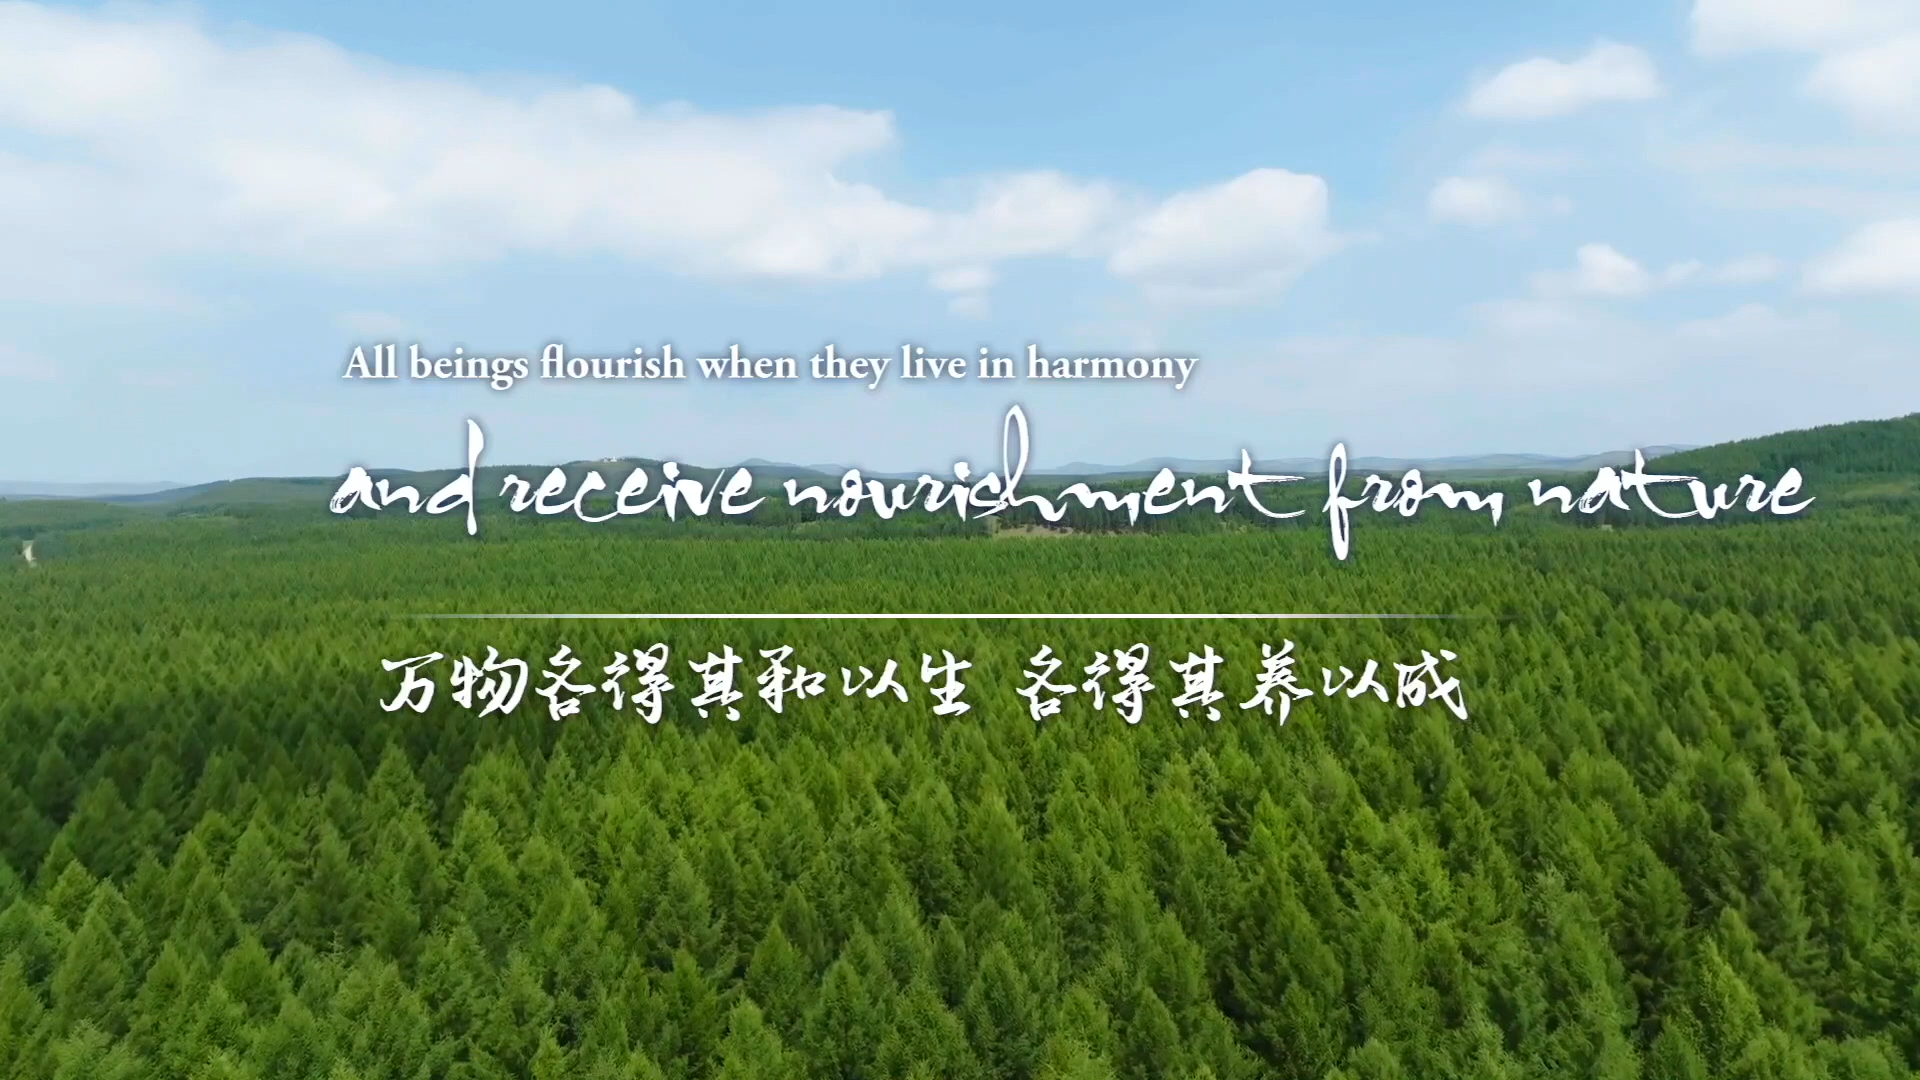 All beings flourish when they live in harmony
and receive nourishment from nature
万物各得其和以生 各得其养以成